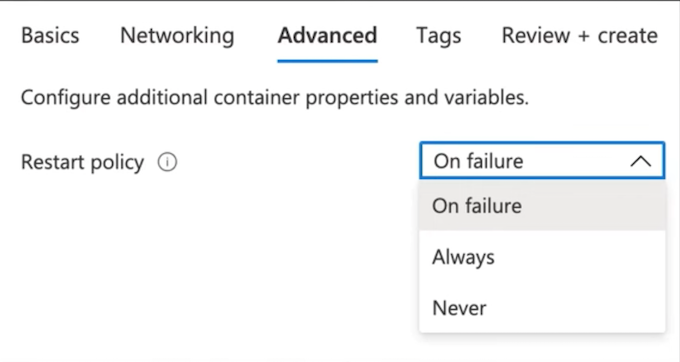 Basics Networking Advanced Tags Review + create
Configure additional container properties and variables.
Restart policy On failure
On failure
Always
Never